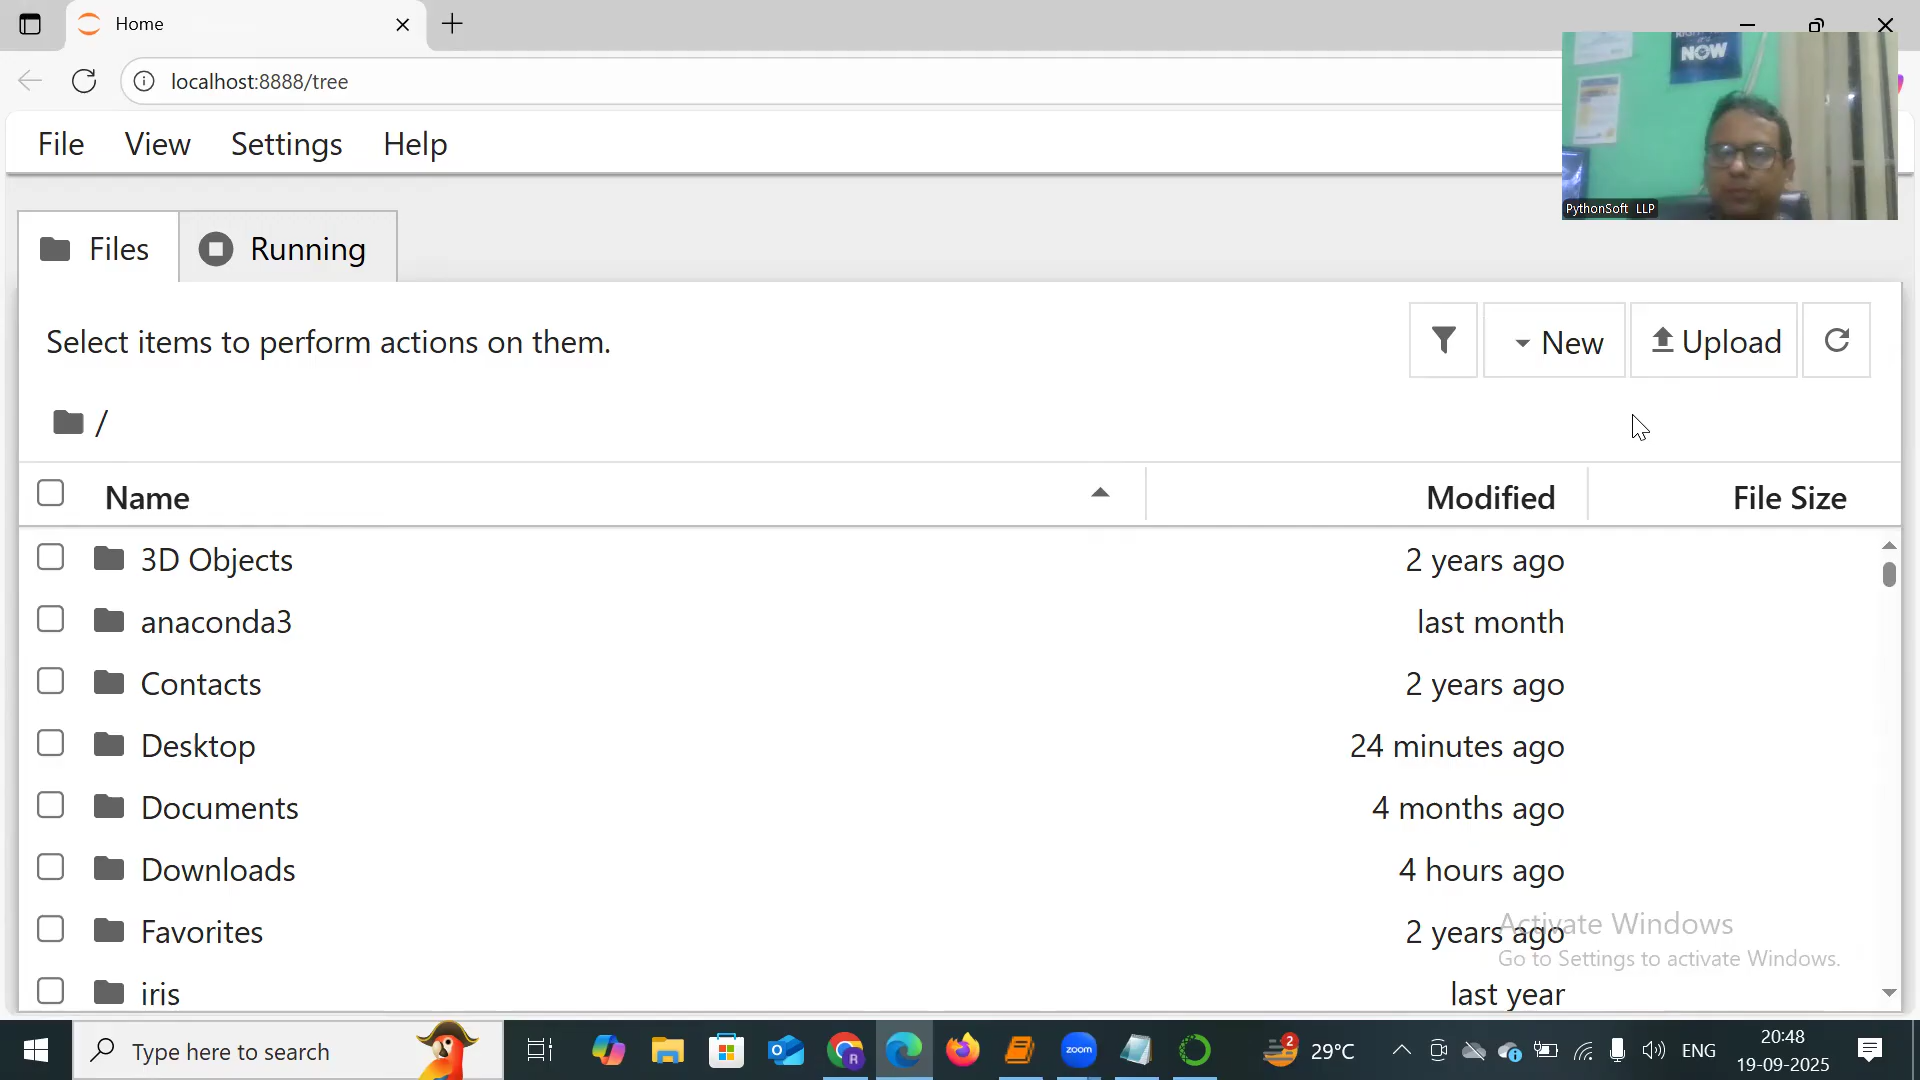 Home
localhost:8888/tree
File View Settings Help
NOW
PythonSoft LLP
Files Running
Select items to perform actions on them.
New Upload
/
Name Modified File Size
3D Objects 2 years ago
anaconda3 last month
Contacts 2 years ago
Desktop 24 minutes ago
Documents 4 months ago
Downloads 4 hours ago
Favorites 2 years ago
iris last year
Activate Windows
Go to Settings to activate Windows.
Type here to search
zoom
R
2
29°C
ENG
20:48
19-09-2025